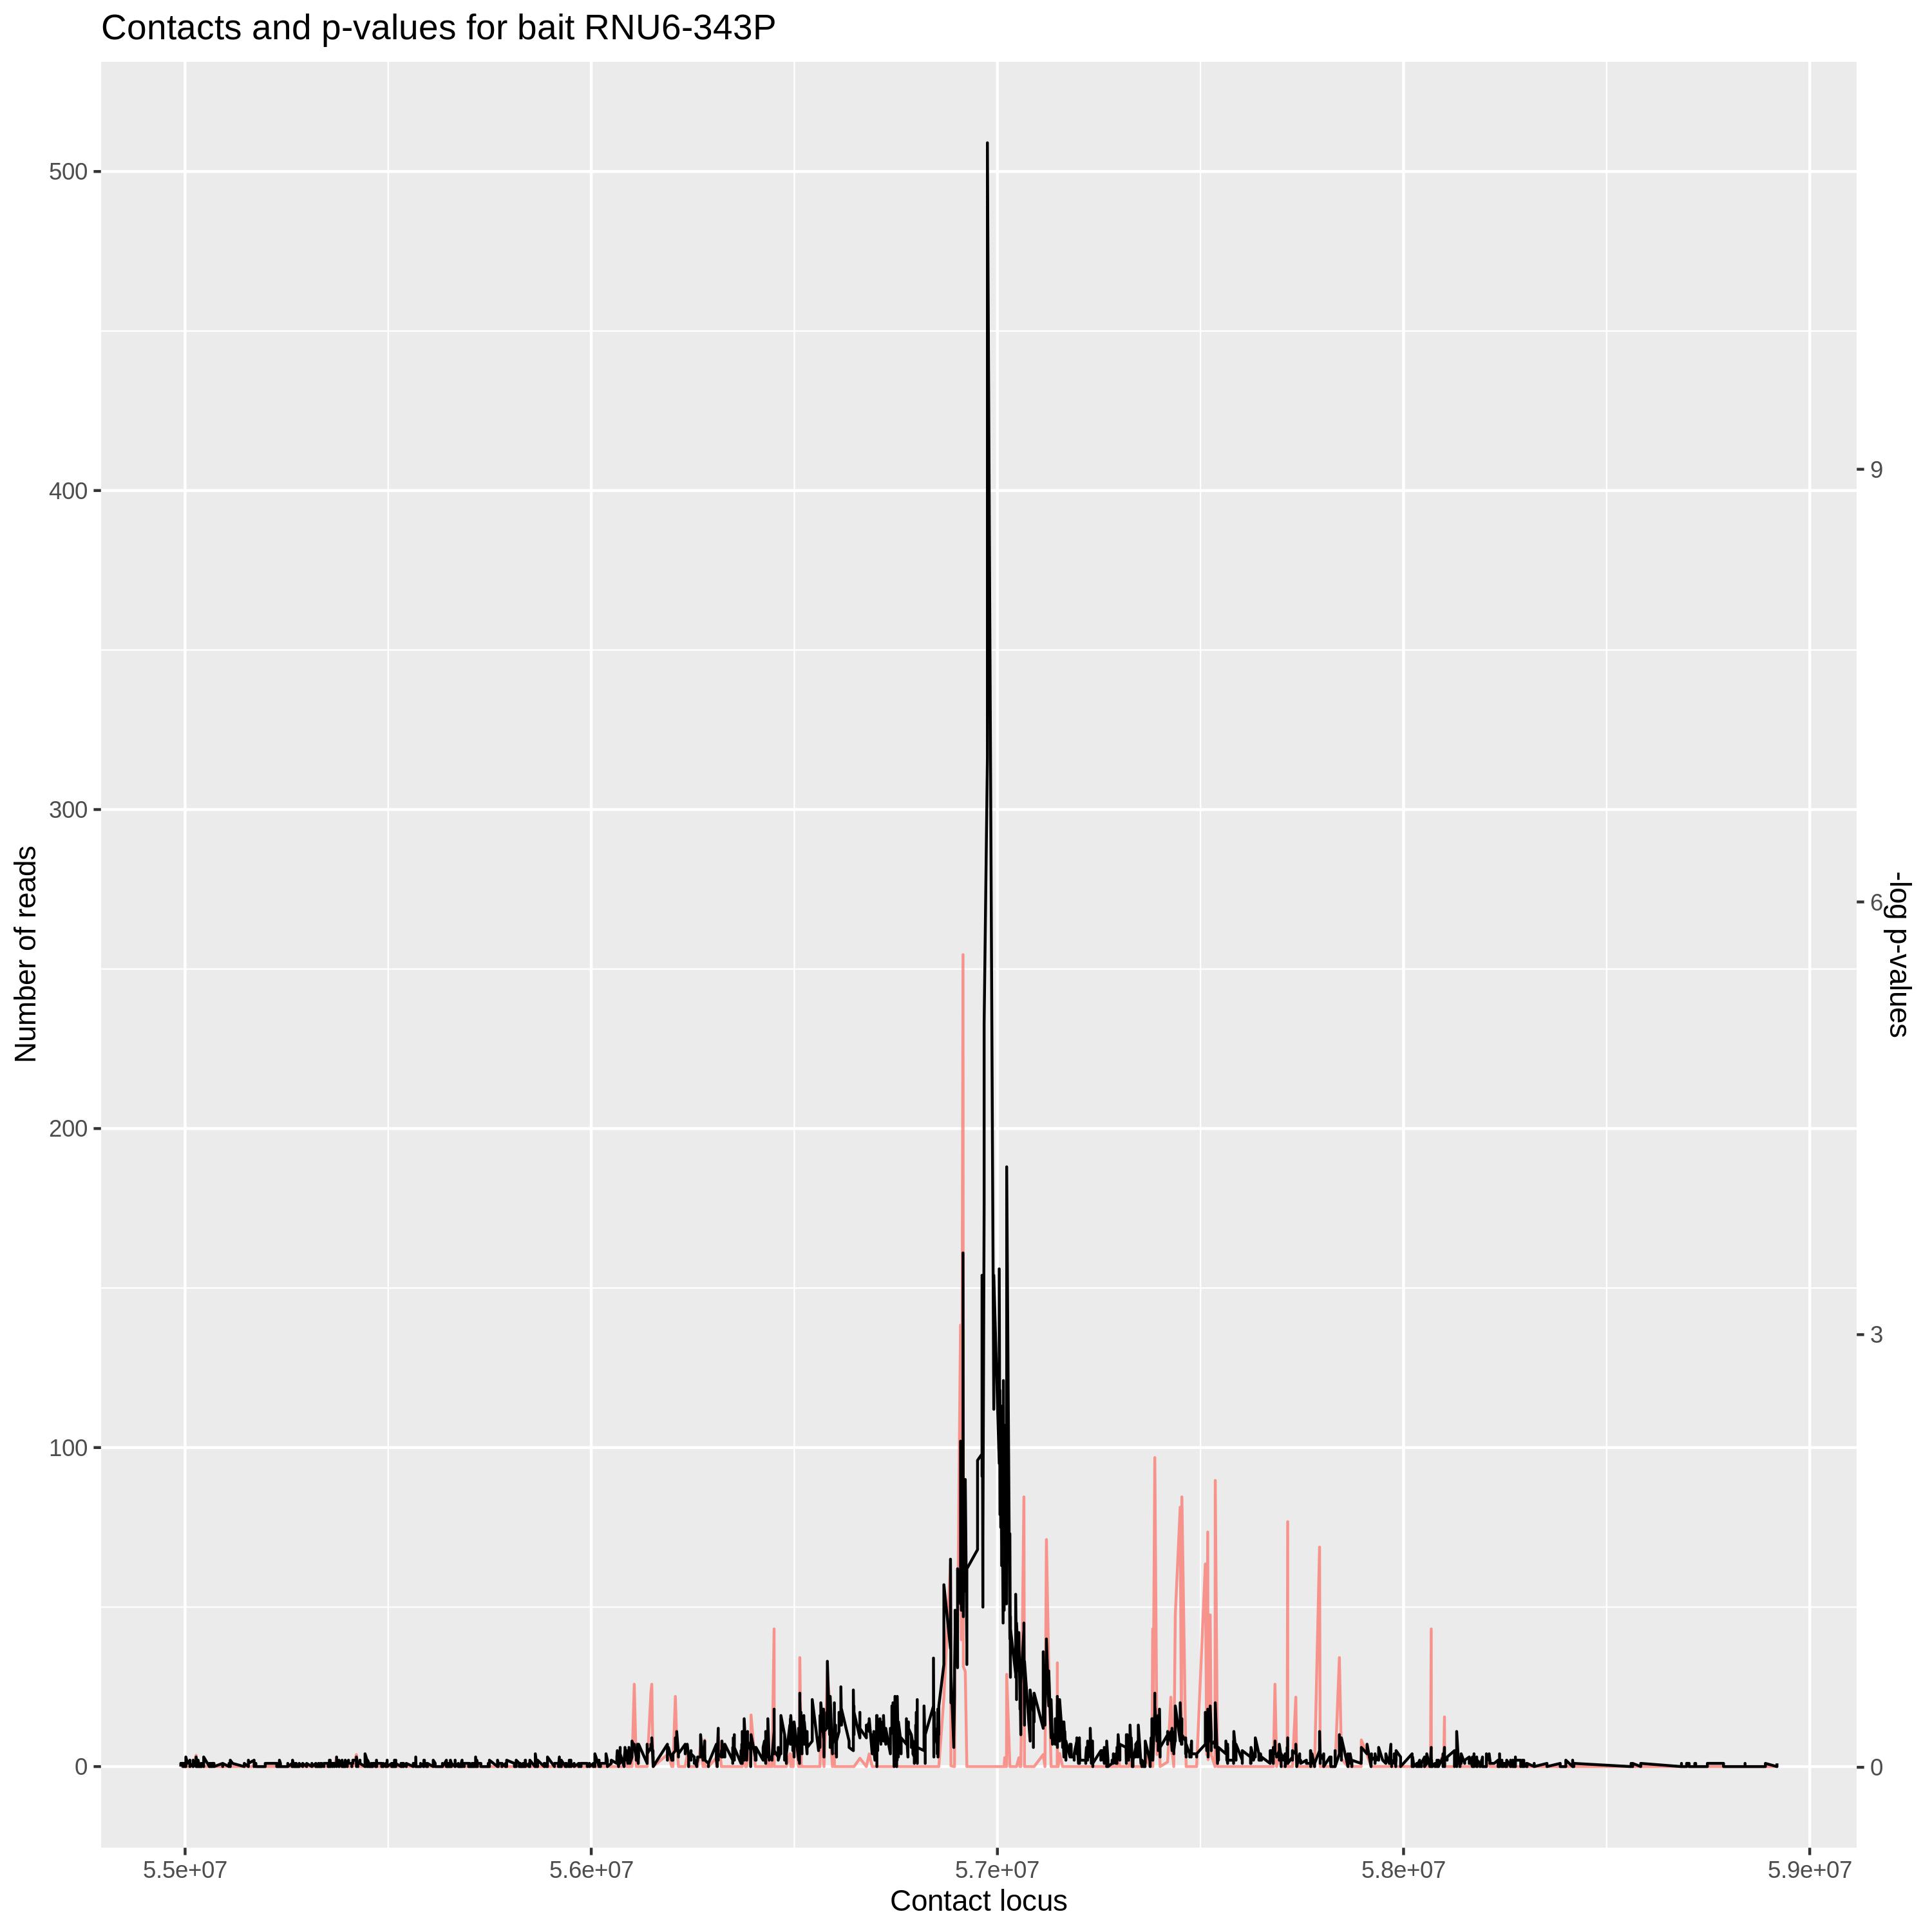 Contacts and p-values for bait RNU6-343P
500
400
300
200
100
0
Number of reads
9
6
3
0
-log p-values
5.5e+07
5.6e+07
5.7e+07
5.8e+07
5.9e+07
Contact locus